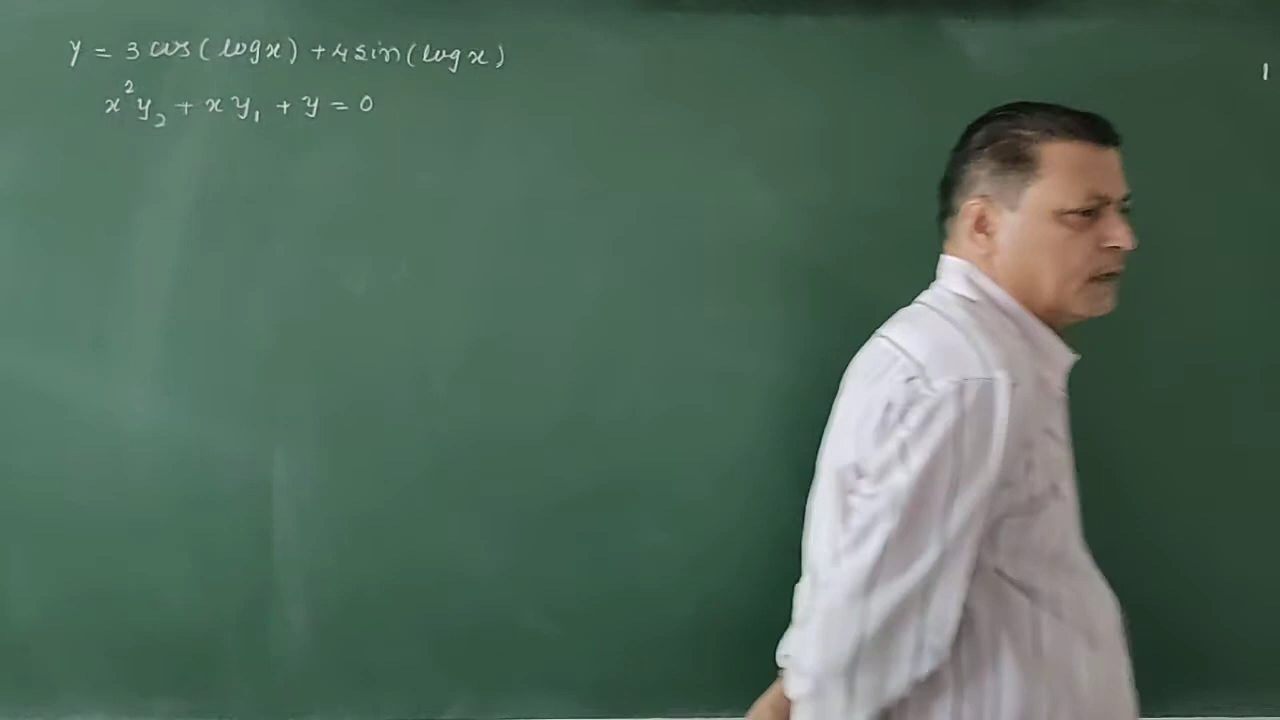 y = 3 cos(log x) + 4 sin(log x)
x²y₂ + x y₁ + y = 0
1